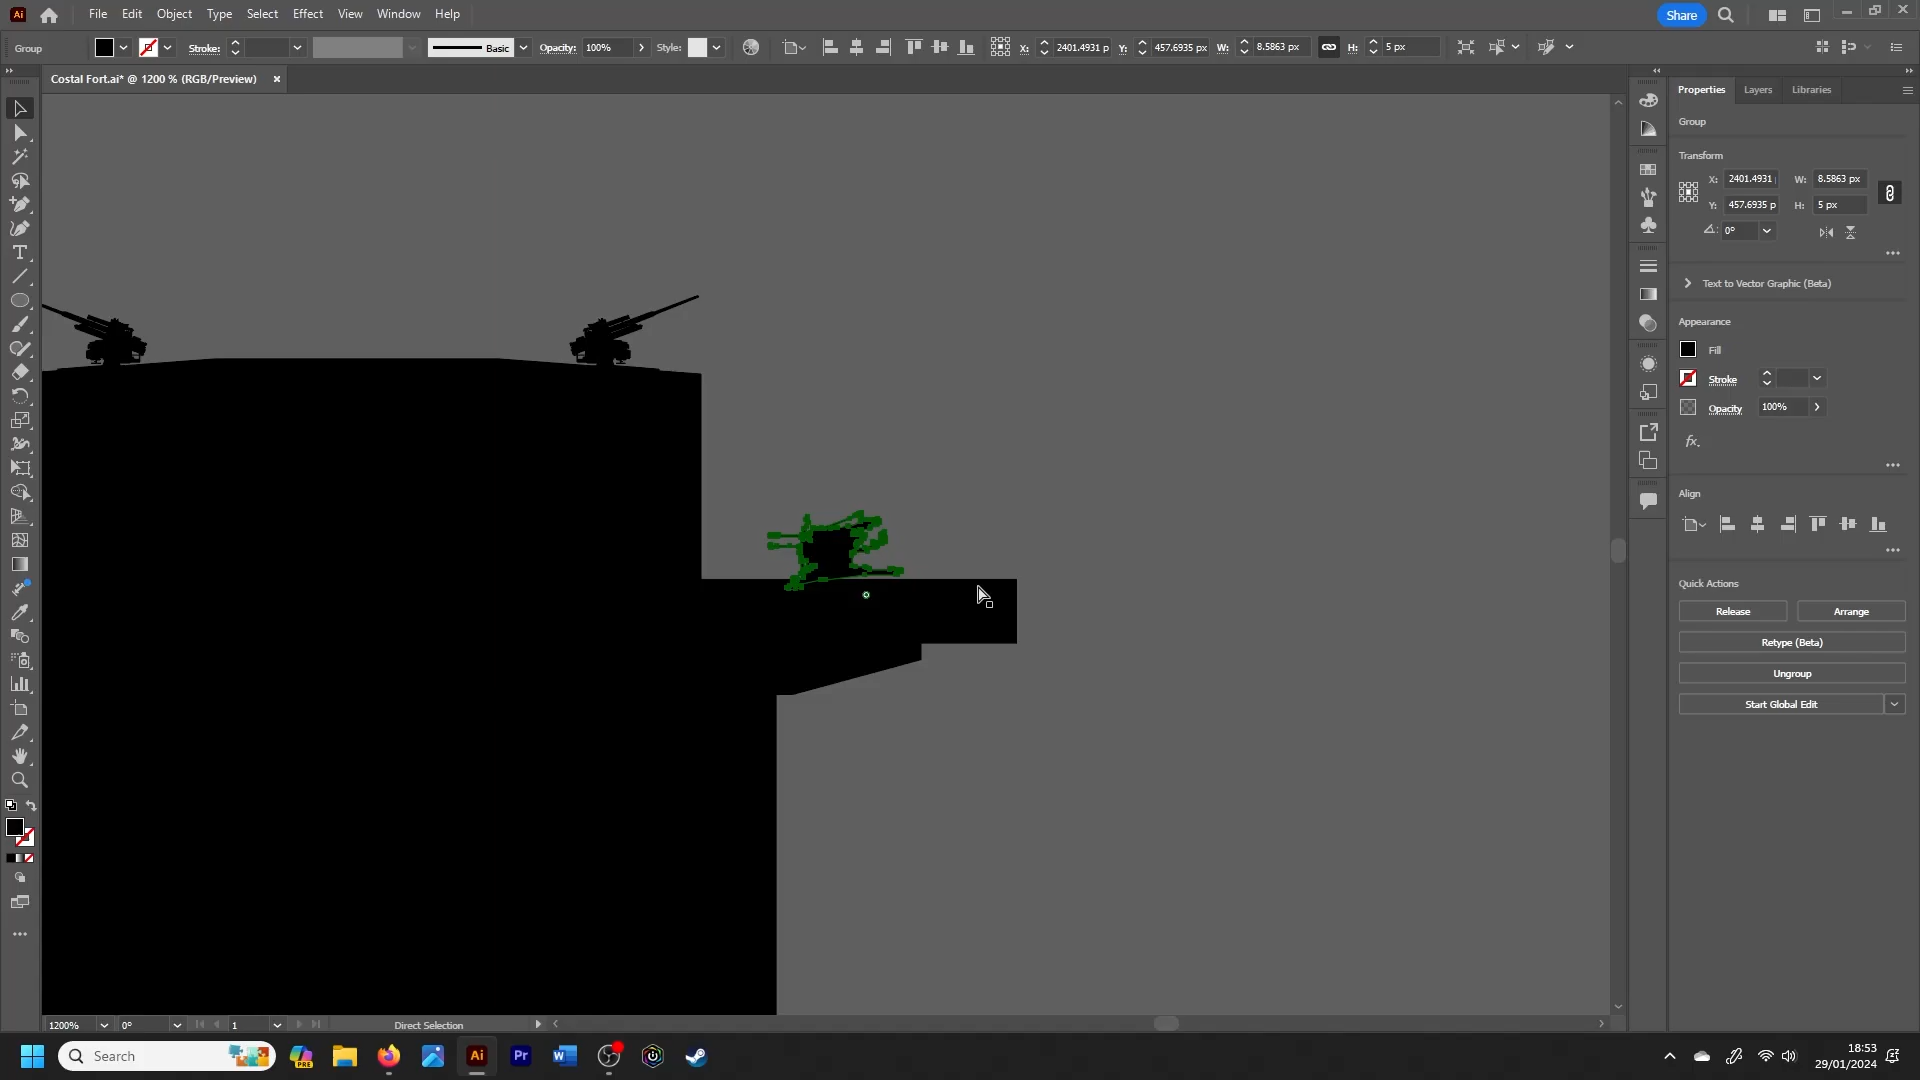 Ai
File Edit Object Type Select Effect View Window Help
Share
Group
Stroke:
Basic
Opacity: 100%
Style:
X: 2401.4931 p
Y: 457.6935 px
W: 8.5863 px
H: 5 px
Costal Fort.ai* @ 1200 % (RGB/Preview) ×
Properties Layers Libraries
Group
Transform
X: 2401.4931 W: 8.5863 px
Y: 457.6935 p H: 5 px
0°
Text to Vector Graphic (Beta)
Appearance
Fill
Stroke
Opacity 100%
fx.
Align
Quick Actions
Release Arrange
Retype (Beta)
Ungroup
Start Global Edit
1200% 0° 1 Direct Selection
Search
PRE
Ai
Pr
W
18:53
29/01/2024